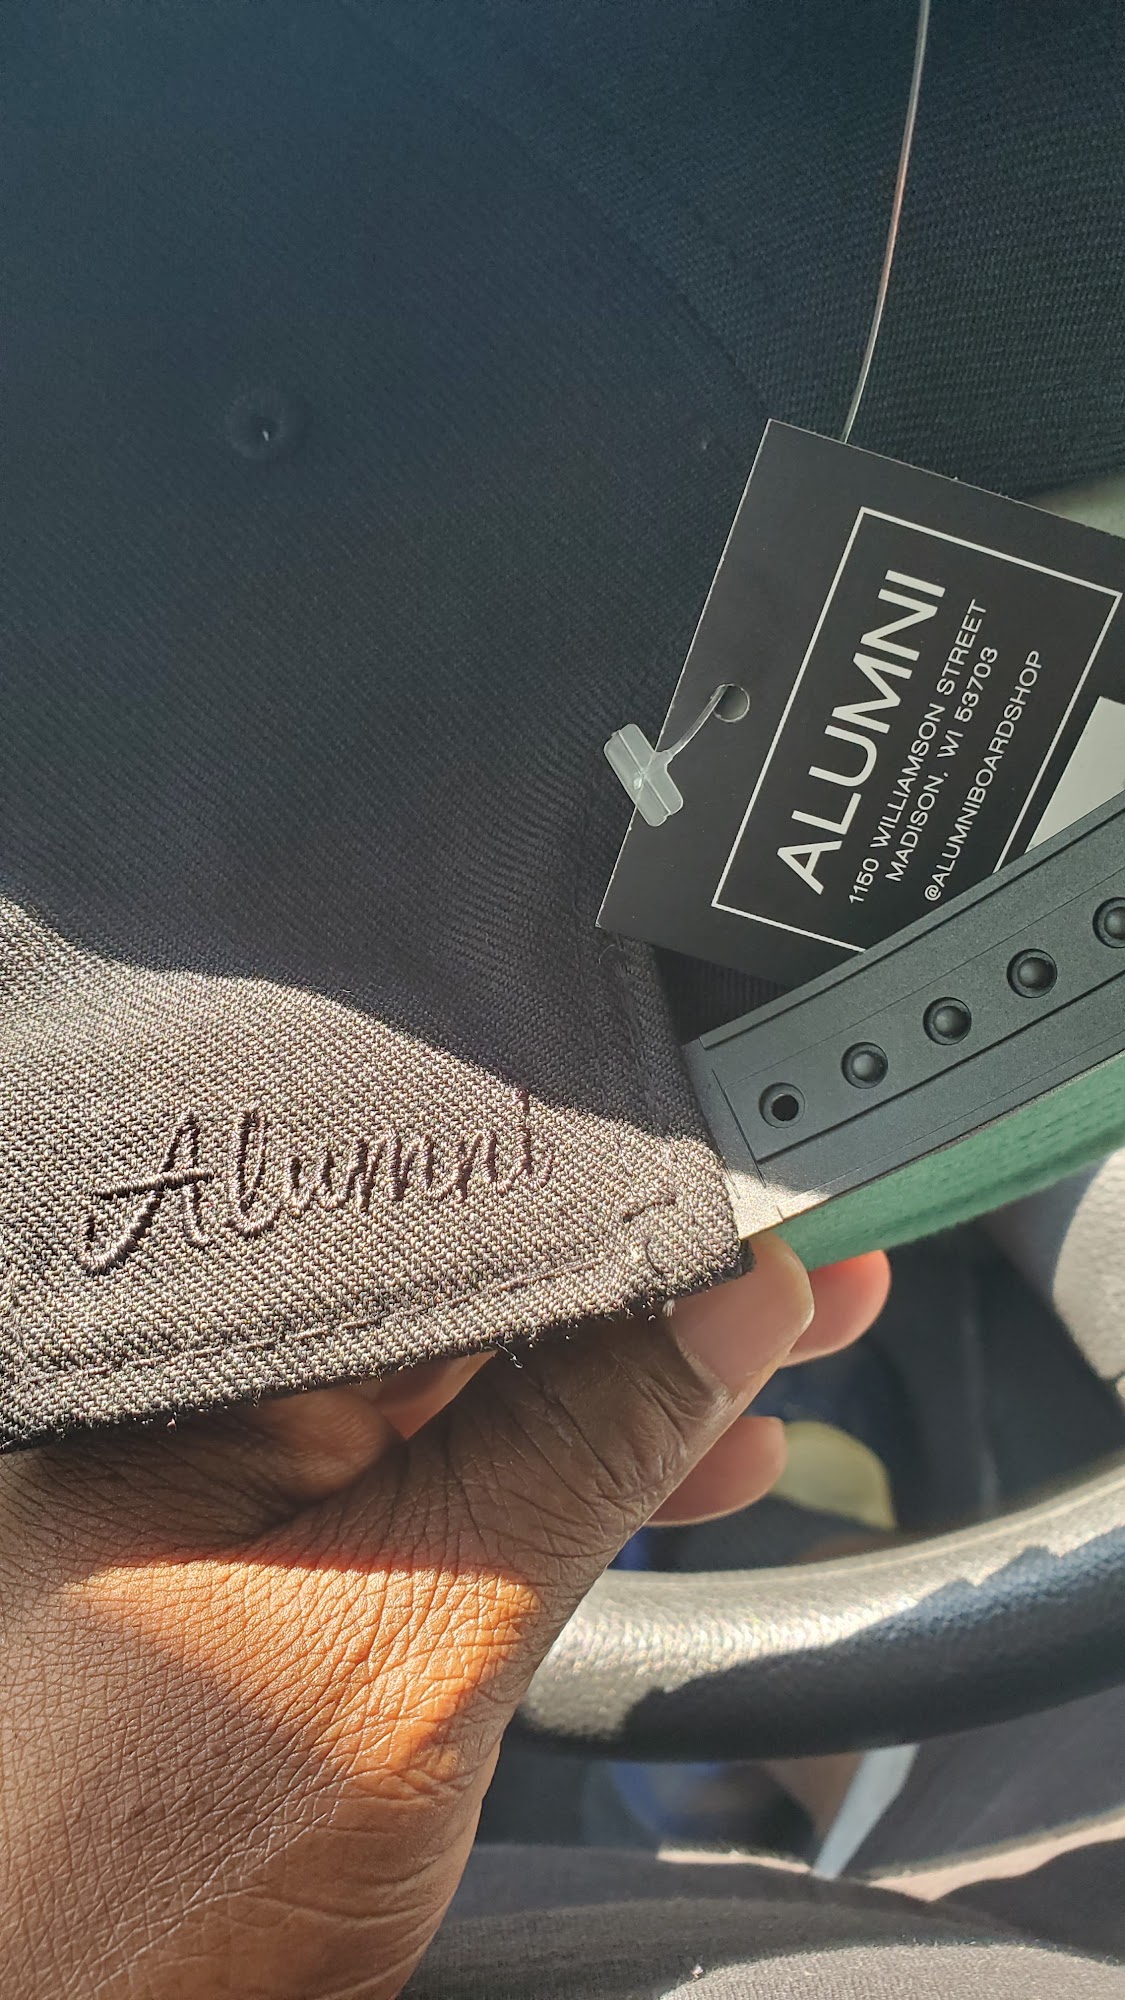 ALUMNI
1150 WILLIAMSON STREET
MADISON, WI 53703
@ALUMNIBOARDSHOP
Alumni